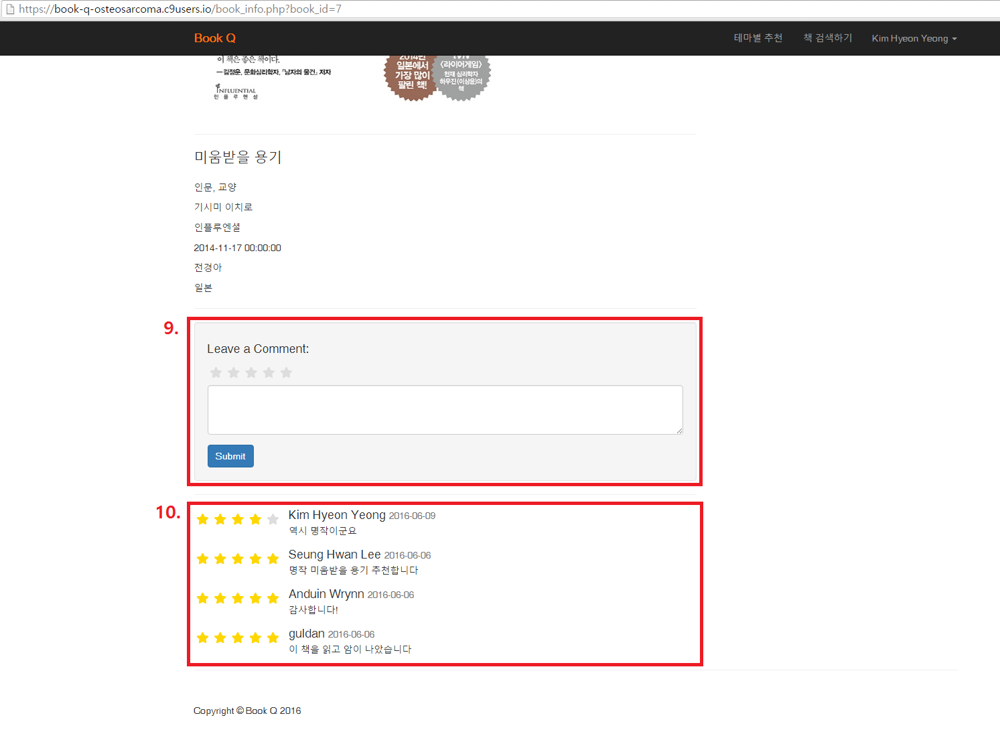 https://book-q-osteosarcoma.c9users.io/book_info.php?book_id=7
Book Q
테마별 추천
책 검색하기
Kim Hyeon Yeong
이 책은 좋은 책이다.
— 김정운, 문화심리학자, 『남자의 물건』 저자
INFLUENTIAL
인 플 루 엔 셜
2014년
일본에서
가장 많이
팔린 책!
tvN
〈라이어게임〉
천재 심리학자
하우진(이상윤)의
책
미움받을 용기
인문, 교양
기시미 이치로
인플루엔셜
2014-11-17 00:00:00
전경아
일본
9.
Leave a Comment:
Submit
10.
Kim Hyeon Yeong 2016-06-09
역시 명작이군요
Seung Hwan Lee 2016-06-06
명작 미움받을 용기 추천합니다
Anduin Wrynn 2016-06-06
감사합니다!
guldan 2016-06-06
이 책을 읽고 암이 나았습니다
Copyright © Book Q 2016